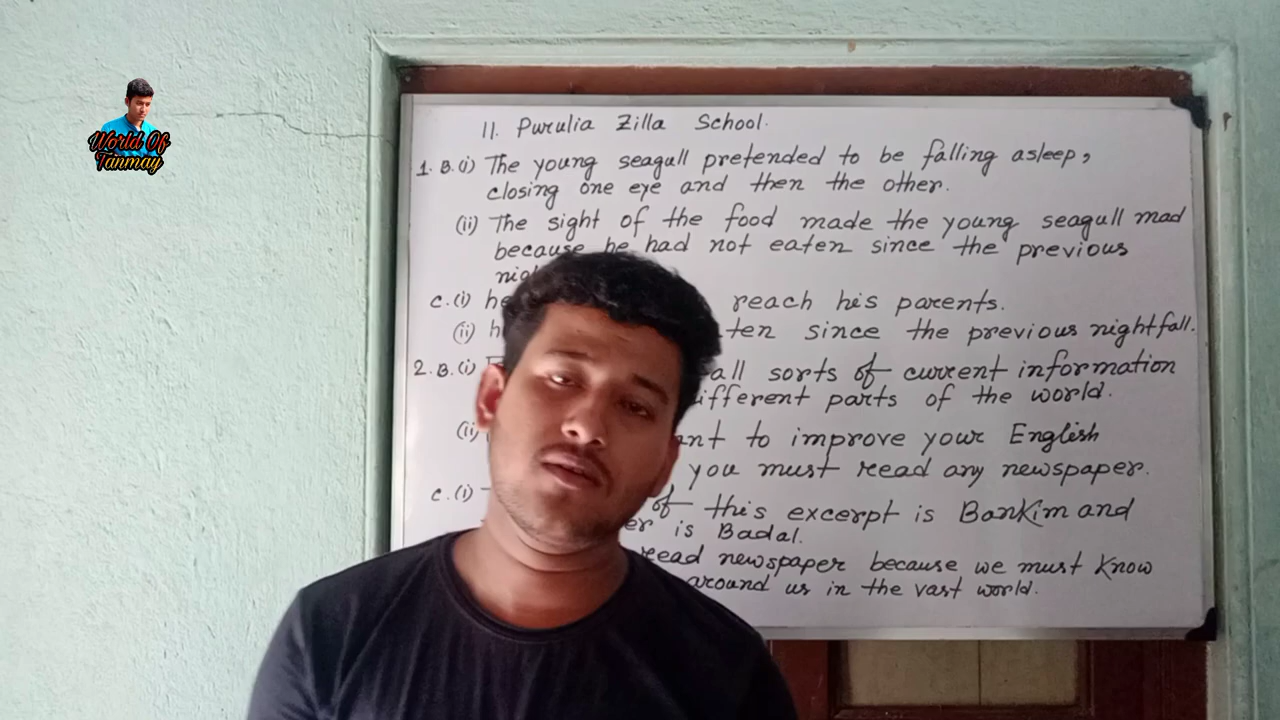 World Of
Tanmay
11. Purulia Zilla School.
1. B. (i) The young seagull pretended to be falling asleep,
closing one eye and then the other.
(ii) The sight of the food made the young seagull mad
because he had not eaten since the previous
C. (i) reach his parents.
(ii) since the previous nightfall.
2. B. (i) all sorts of current information
different parts of the world.
(ii) to improve your English
you must read any newspaper.
C. (i) of this excerpt is Bankim and
is Badal.
read newspaper because we must know
around us in the vast world.